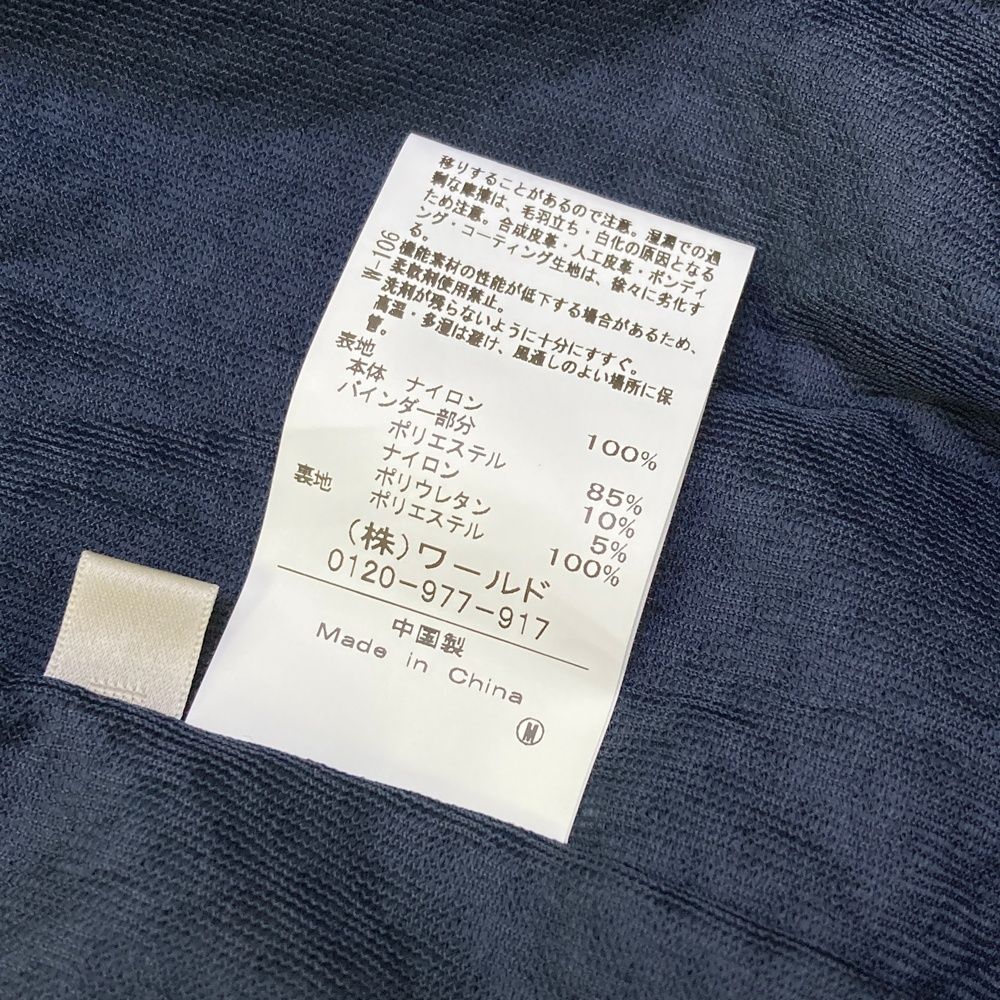 移りすることがあるので注意。湿潤での過
剰な摩擦は、毛羽立ち・白化の原因となる
ため注意。合成皮革・人工皮革・ボンディ
ング・コーティング生地は、徐々に劣化す
る。
機能素材の性能が低下する場合があるため、
柔軟剤使用禁止。
洗剤が残らないように十分にすすぐ。
高温・多湿は避け、風通しのよい場所に保
管。
表地
本体 ナイロン 100%
バインダー部分
ポリエステル 85%
ナイロン 10%
ポリウレタン 5%
裏地 ポリエステル 100%
(株)ワールド
0120-977-917
中国製
Made in China
M